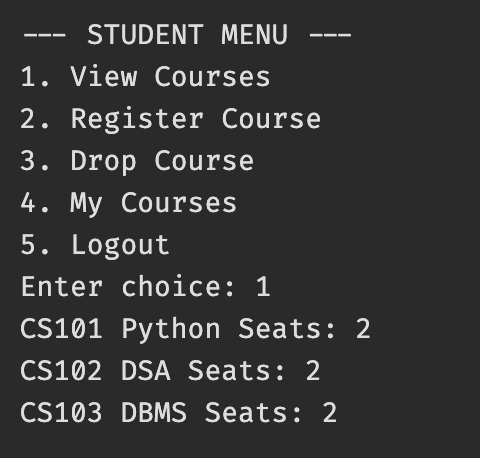 --- STUDENT MENU ---
1. View Courses
2. Register Course
3. Drop Course
4. My Courses
5. Logout
Enter choice: 1
CS101 Python Seats: 2
CS102 DSA Seats: 2
CS103 DBMS Seats: 2